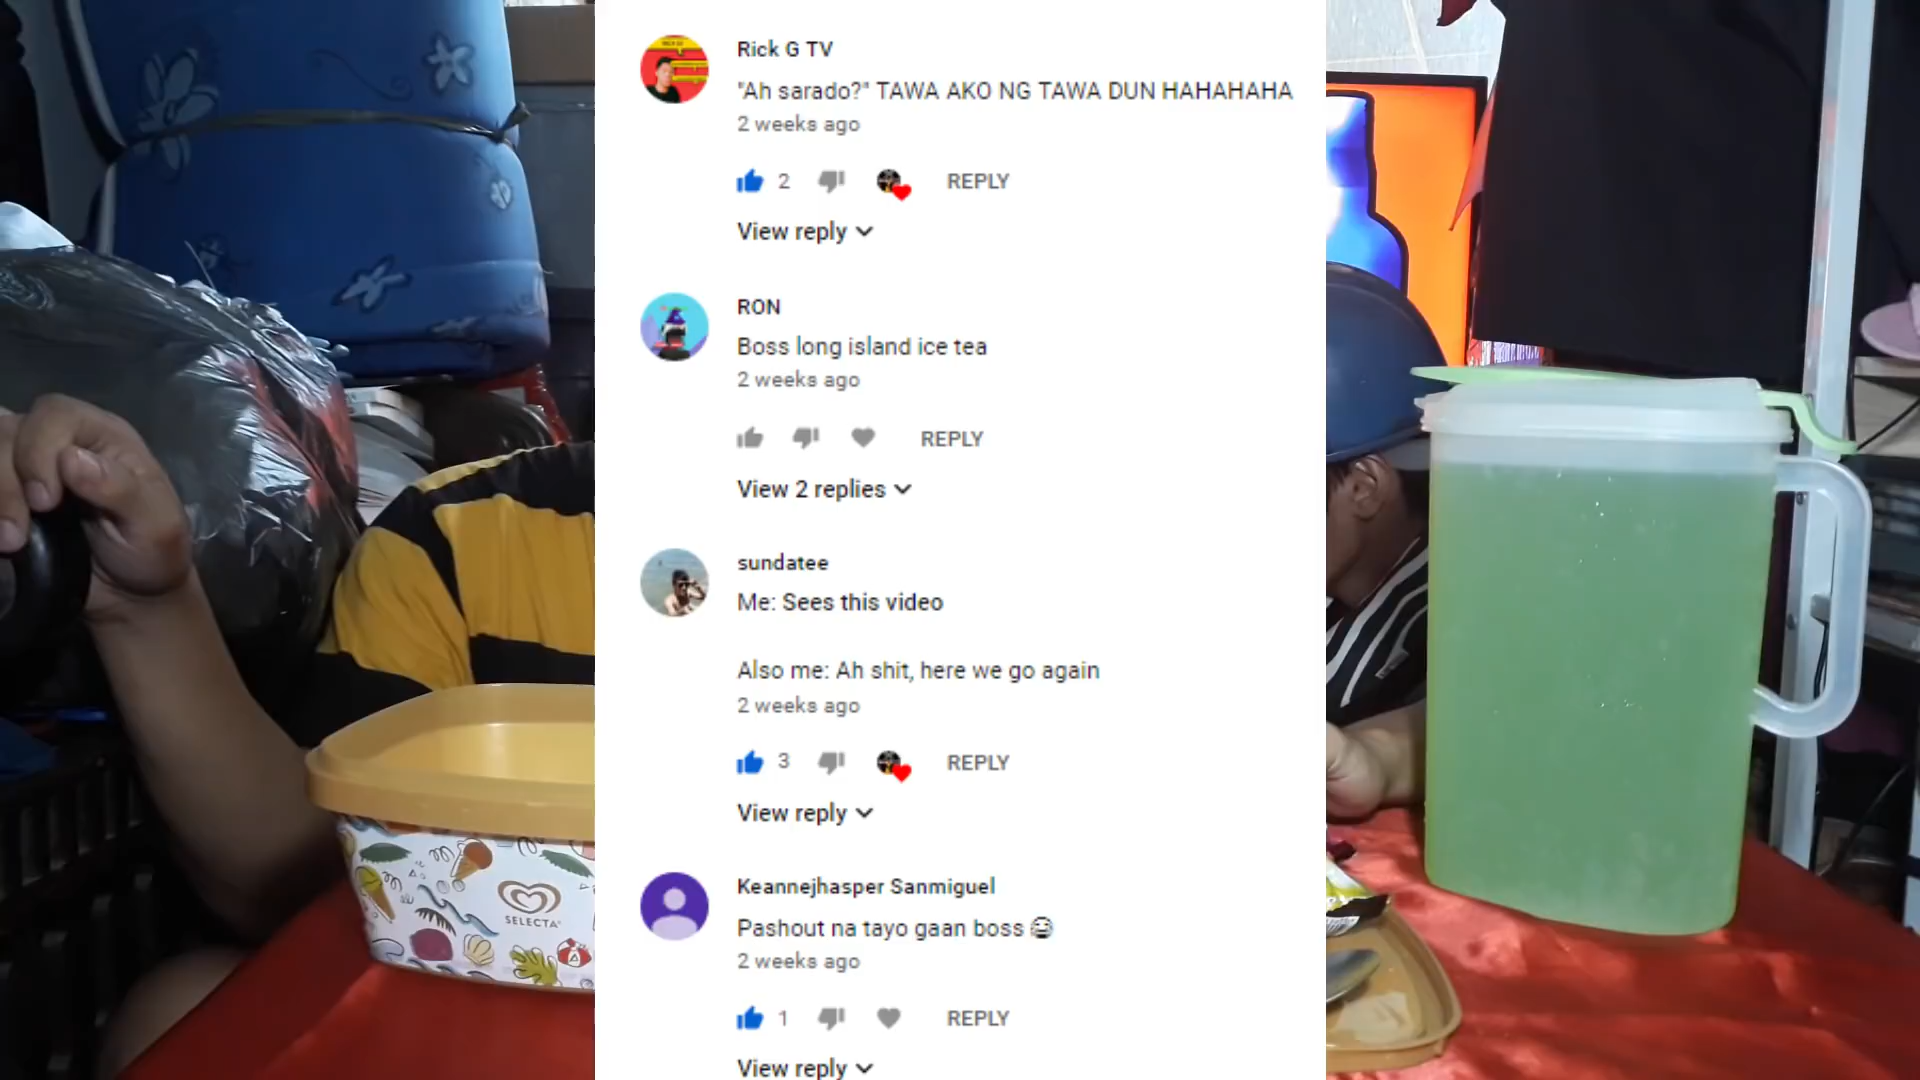 Rick G TV
"Ah sarado?" TAWA AKO NG TAWA DUN HAHAHAHA
2 weeks ago
2
REPLY
View reply
RON
Boss long island ice tea
2 weeks ago
REPLY
View 2 replies
sundatee
Me: Sees this video
Also me: Ah shit, here we go again
2 weeks ago
3
REPLY
View reply
Keannejhasper Sanmiguel
Pashout na tayo gaan boss 😂
2 weeks ago
1
REPLY
View reply
SELECTA